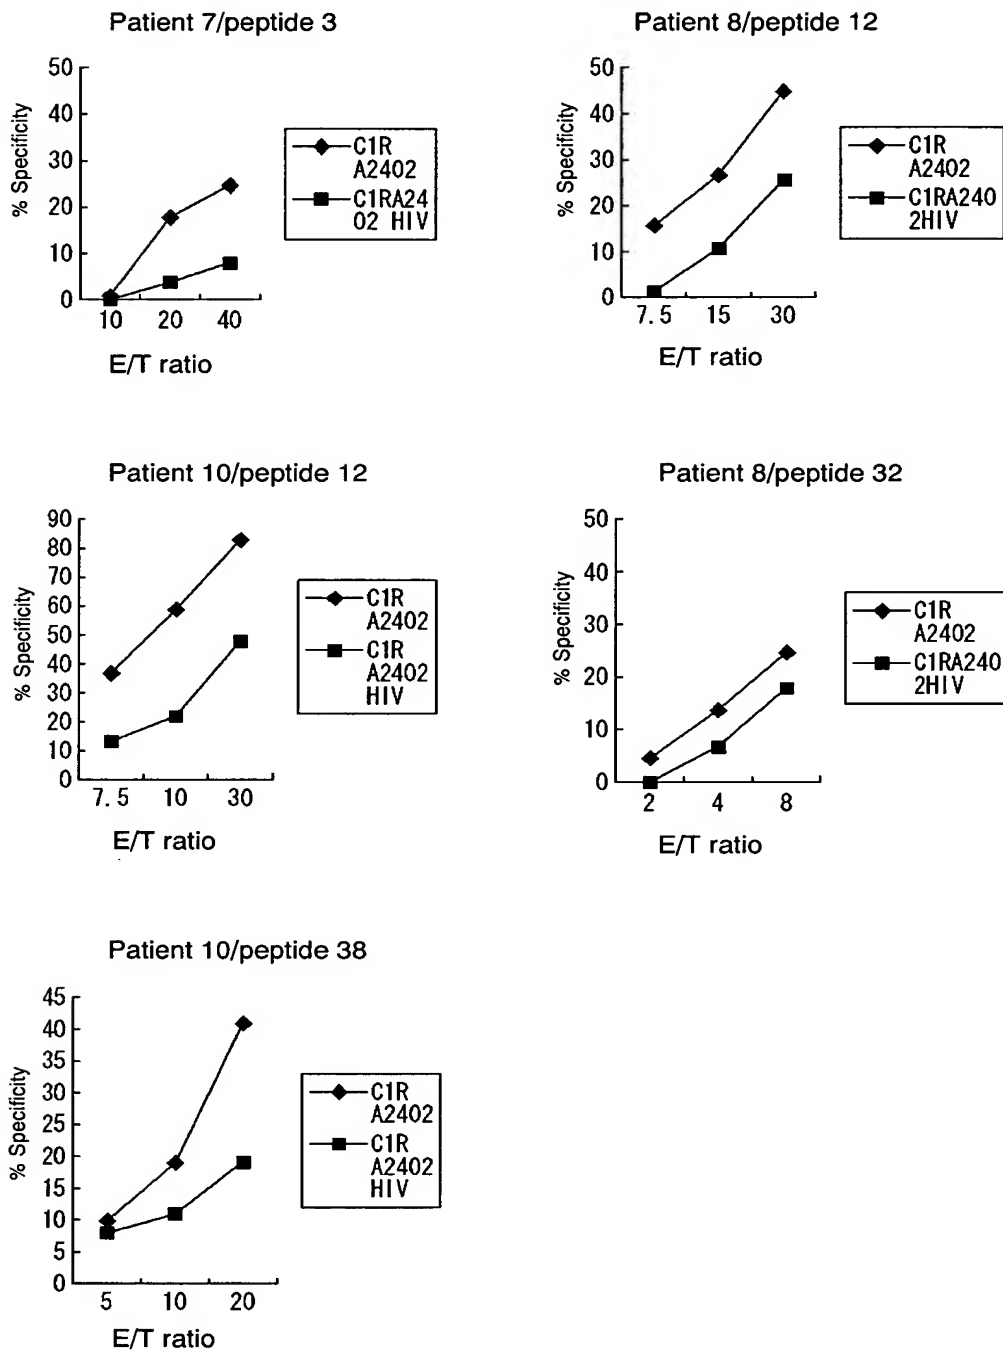 Patient 7/peptide 3
% Specificity
50
40
30
20
10
0
10 20 40
E/T ratio
C1R
A2402
C1RA24
02 HIV
Patient 8/peptide 12
% Specificity
50
40
30
20
10
0
7.5 15 30
E/T ratio
C1R
A2402
C1RA240
2HIV
Patient 10/peptide 12
% Specificity
90
80
70
60
50
40
30
20
10
0
7.5 10 30
E/T ratio
C1R
A2402
C1R
A2402
HIV
Patient 8/peptide 32
% Specificity
50
40
30
20
10
0
2 4 8
E/T ratio
C1R
A2402
C1RA240
2HIV
Patient 10/peptide 38
% Specificity
45
40
35
30
25
20
15
10
5
0
5 10 20
E/T ratio
C1R
A2402
C1R
A2402
HIV